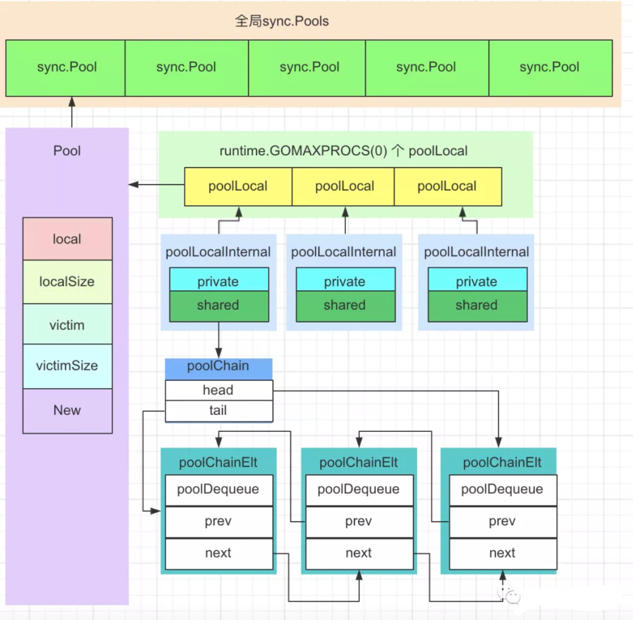 全局sync.Pools
sync.Pool sync.Pool sync.Pool sync.Pool sync.Pool
Pool
local
localSize
victim
victimSize
New
runtime.GOMAXPROCS(0) 个 poolLocal
poolLocal poolLocal poolLocal
poolLocalInternal poolLocalInternal poolLocalInternal
private private private
shared shared shared
poolChain
head
tail
poolChainElt poolChainElt poolChainElt
poolDequeue poolDequeue poolDequeue
prev prev prev
next next next